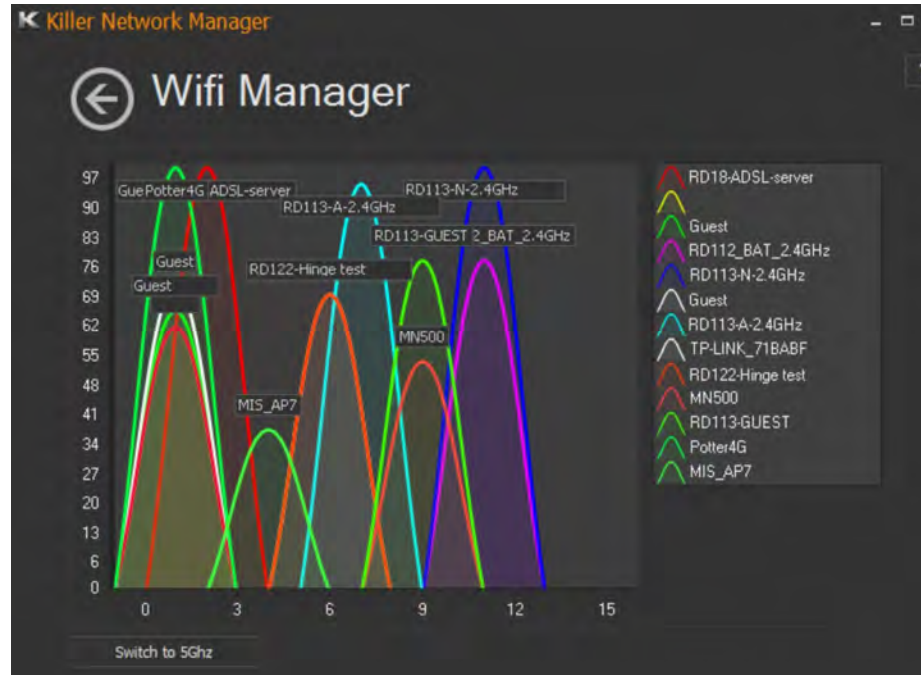 Killer Network Manager
Wifi Manager
97
90
83
76
69
62
55
48
41
34
27
20
13
6
0
0 3 6 9 12 15
Potter4G ADSL-server
RD113-N-2.4GHz
RD113-A-2.4GHz
RD113-GUEST 2_BAT_2.4GHz
Guest
RD122-Hinge test
Guest
MN500
MIS_AP7
RD18-ADSL-server
Guest
RD112_BAT_2.4GHz
RD113-N-2.4GHz
Guest
RD113-A-2.4GHz
TP-LINK_71BABF
RD122-Hinge test
MN500
RD113-GUEST
Potter4G
MIS_AP7
Switch to 5Ghz